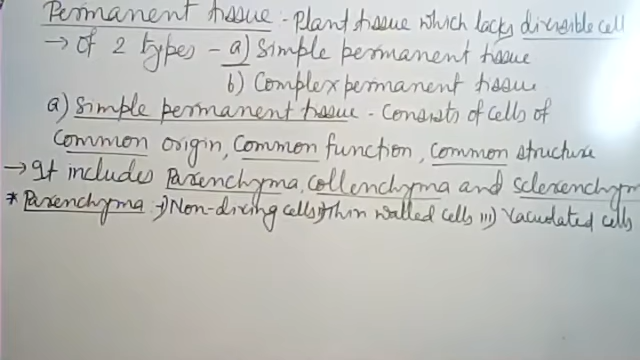 Permanent tissue :- Plant tissue which lacks divisible cell
→ Of 2 types - a) Simple permanent tissue
b) Complex permanent tissue
a) Simple permanent tissue - Consists of cells of
common origin, Common function, common structure
→ It includes Parenchyma, collenchyma and sclerenchym
* Parenchyma :- i) Non-diving cells ii) Thin walled cells iii) Vacuolated cells